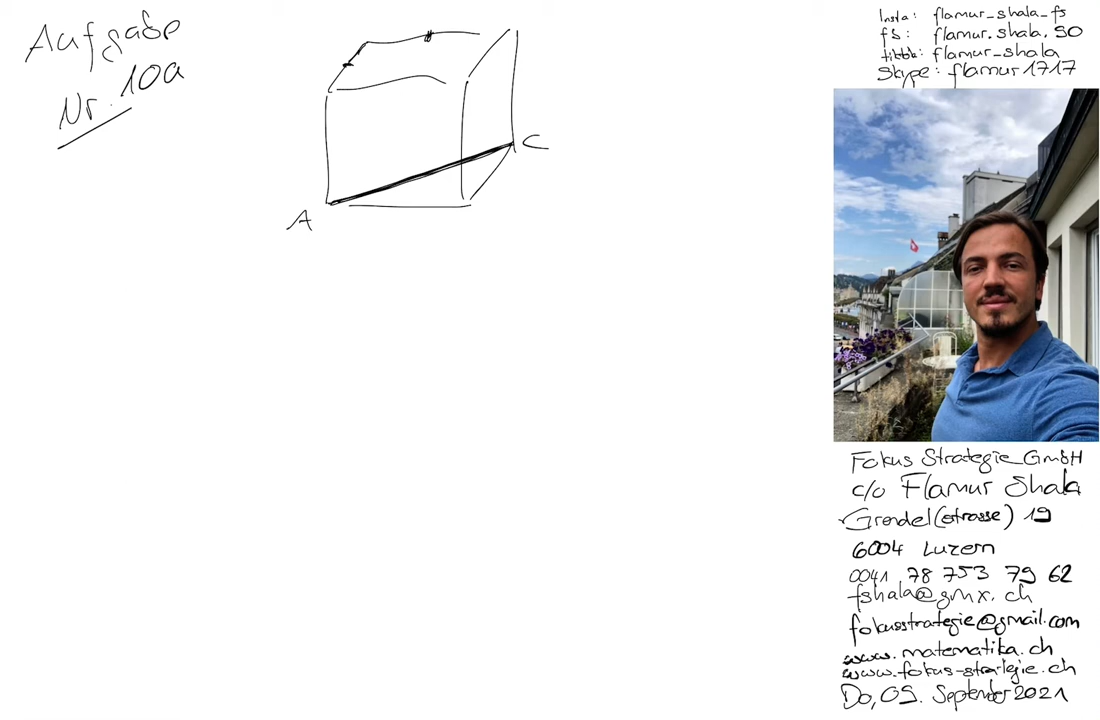 Aufgabe
Nr. 10a
A
C
Insta: flamur_shala_fs
fb: flamur.shala.90
tiktok: flamur_shala
Skype: flamur1717
Fokus Strategie GmbH
c/o Flamur Shala
Grendel(strasse) 19
6004 Luzern
0041 78 753 79 62
fshala@gmx.ch
fokusstrategie@gmail.com
www.matematika.ch
www.fokus-strategie.ch
Do, 09. September 2021